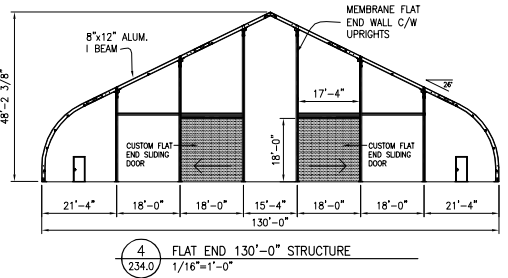 MEMBRANE FLAT
END WALL C/W
UPRIGHTS
8"x12" ALUM.
I BEAM
48'-2 3/8"
26°
17'-4"
CUSTOM FLAT
END SLIDING
DOOR
18'-0"
CUSTOM FLAT
END SLIDING
DOOR
21'-4"
18'-0"
18'-0"
15'-4"
18'-0"
18'-0"
21'-4"
130'-0"
4
234.0
FLAT END 130'-0" STRUCTURE
1/16"=1'-0"